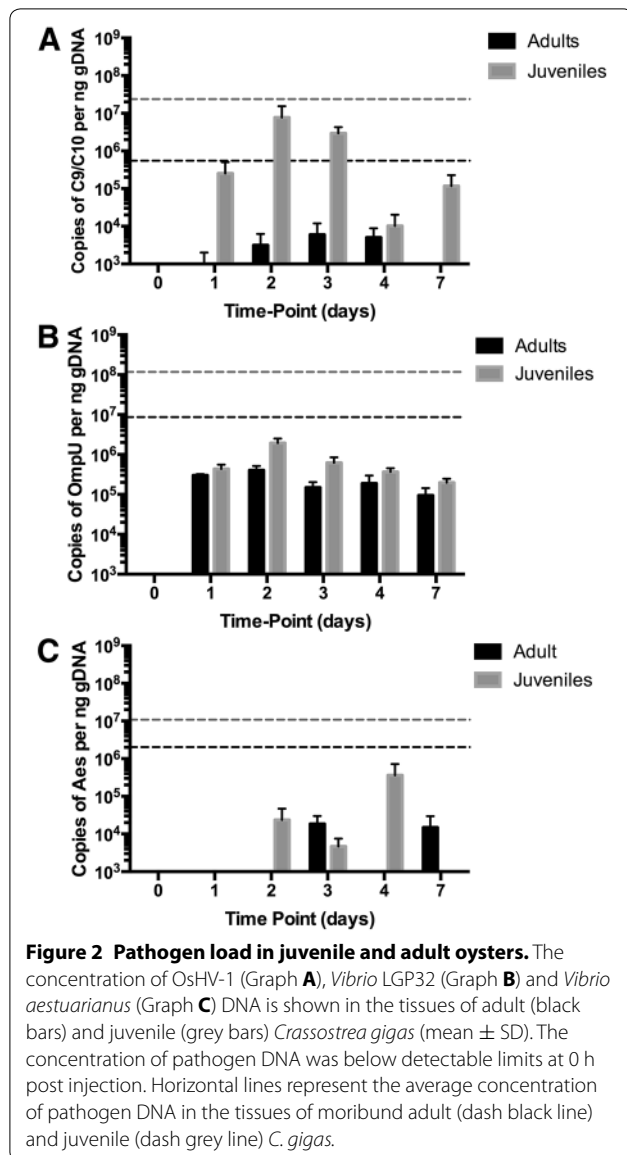 A
Adults
Juveniles
Copies of C9/C10 per ng gDNA
10⁹
10⁸
10⁷
10⁶
10⁵
10⁴
10³
0 1 2 3 4 7
Time-Point (days)
B
Adults
Juveniles
Copies of OmpU per ng gDNA
10⁹
10⁸
10⁷
10⁶
10⁵
10⁴
10³
0 1 2 3 4 7
Time-Point (days)
C
Adult
Juveniles
Copies of Aes per ng gDNA
10⁹
10⁸
10⁷
10⁶
10⁵
10⁴
10³
0 1 2 3 4 7
Time Point (days)
Figure 2 Pathogen load in juvenile and adult oysters. The
concentration of OsHV-1 (Graph A), Vibrio LGP32 (Graph B) and Vibrio
aestuarianus (Graph C) DNA is shown in the tissues of adult (black
bars) and juvenile (grey bars) Crassostrea gigas (mean ± SD). The
concentration of pathogen DNA was below detectable limits at 0 h
post injection. Horizontal lines represent the average concentration
of pathogen DNA in the tissues of moribund adult (dash black line)
and juvenile (dash grey line) C. gigas.